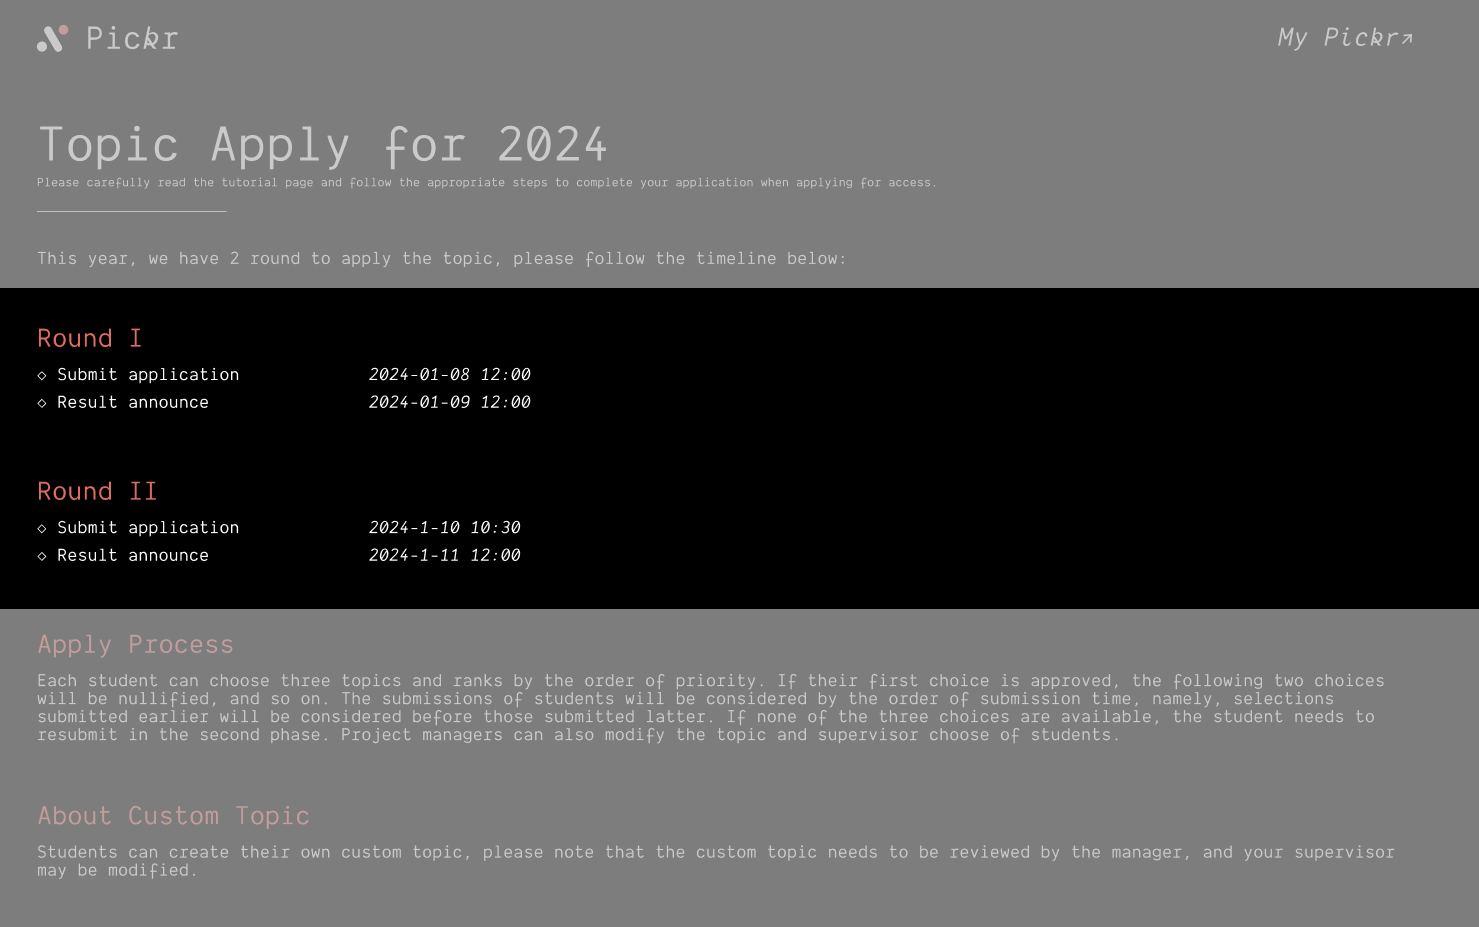 Pickr
My Pickr↗
Topic Apply for 2024
Please carefully read the tutorial page and follow the appropriate steps to complete your application when applying for access.
This year, we have 2 round to apply the topic, please follow the timeline below:
Round I
◇ Submit application 2024-01-08 12:00
◇ Result announce 2024-01-09 12:00
Round II
◇ Submit application 2024-1-10 10:30
◇ Result announce 2024-1-11 12:00
Apply Process
Each student can choose three topics and ranks by the order of priority. If their first choice is approved, the following two choices
will be nullified, and so on. The submissions of students will be considered by the order of submission time, namely, selections
submitted earlier will be considered before those submitted latter. If none of the three choices are available, the student needs to
resubmit in the second phase. Project managers can also modify the topic and supervisor choose of students.
About Custom Topic
Students can create their own custom topic, please note that the custom topic needs to be reviewed by the manager, and your supervisor
may be modified.